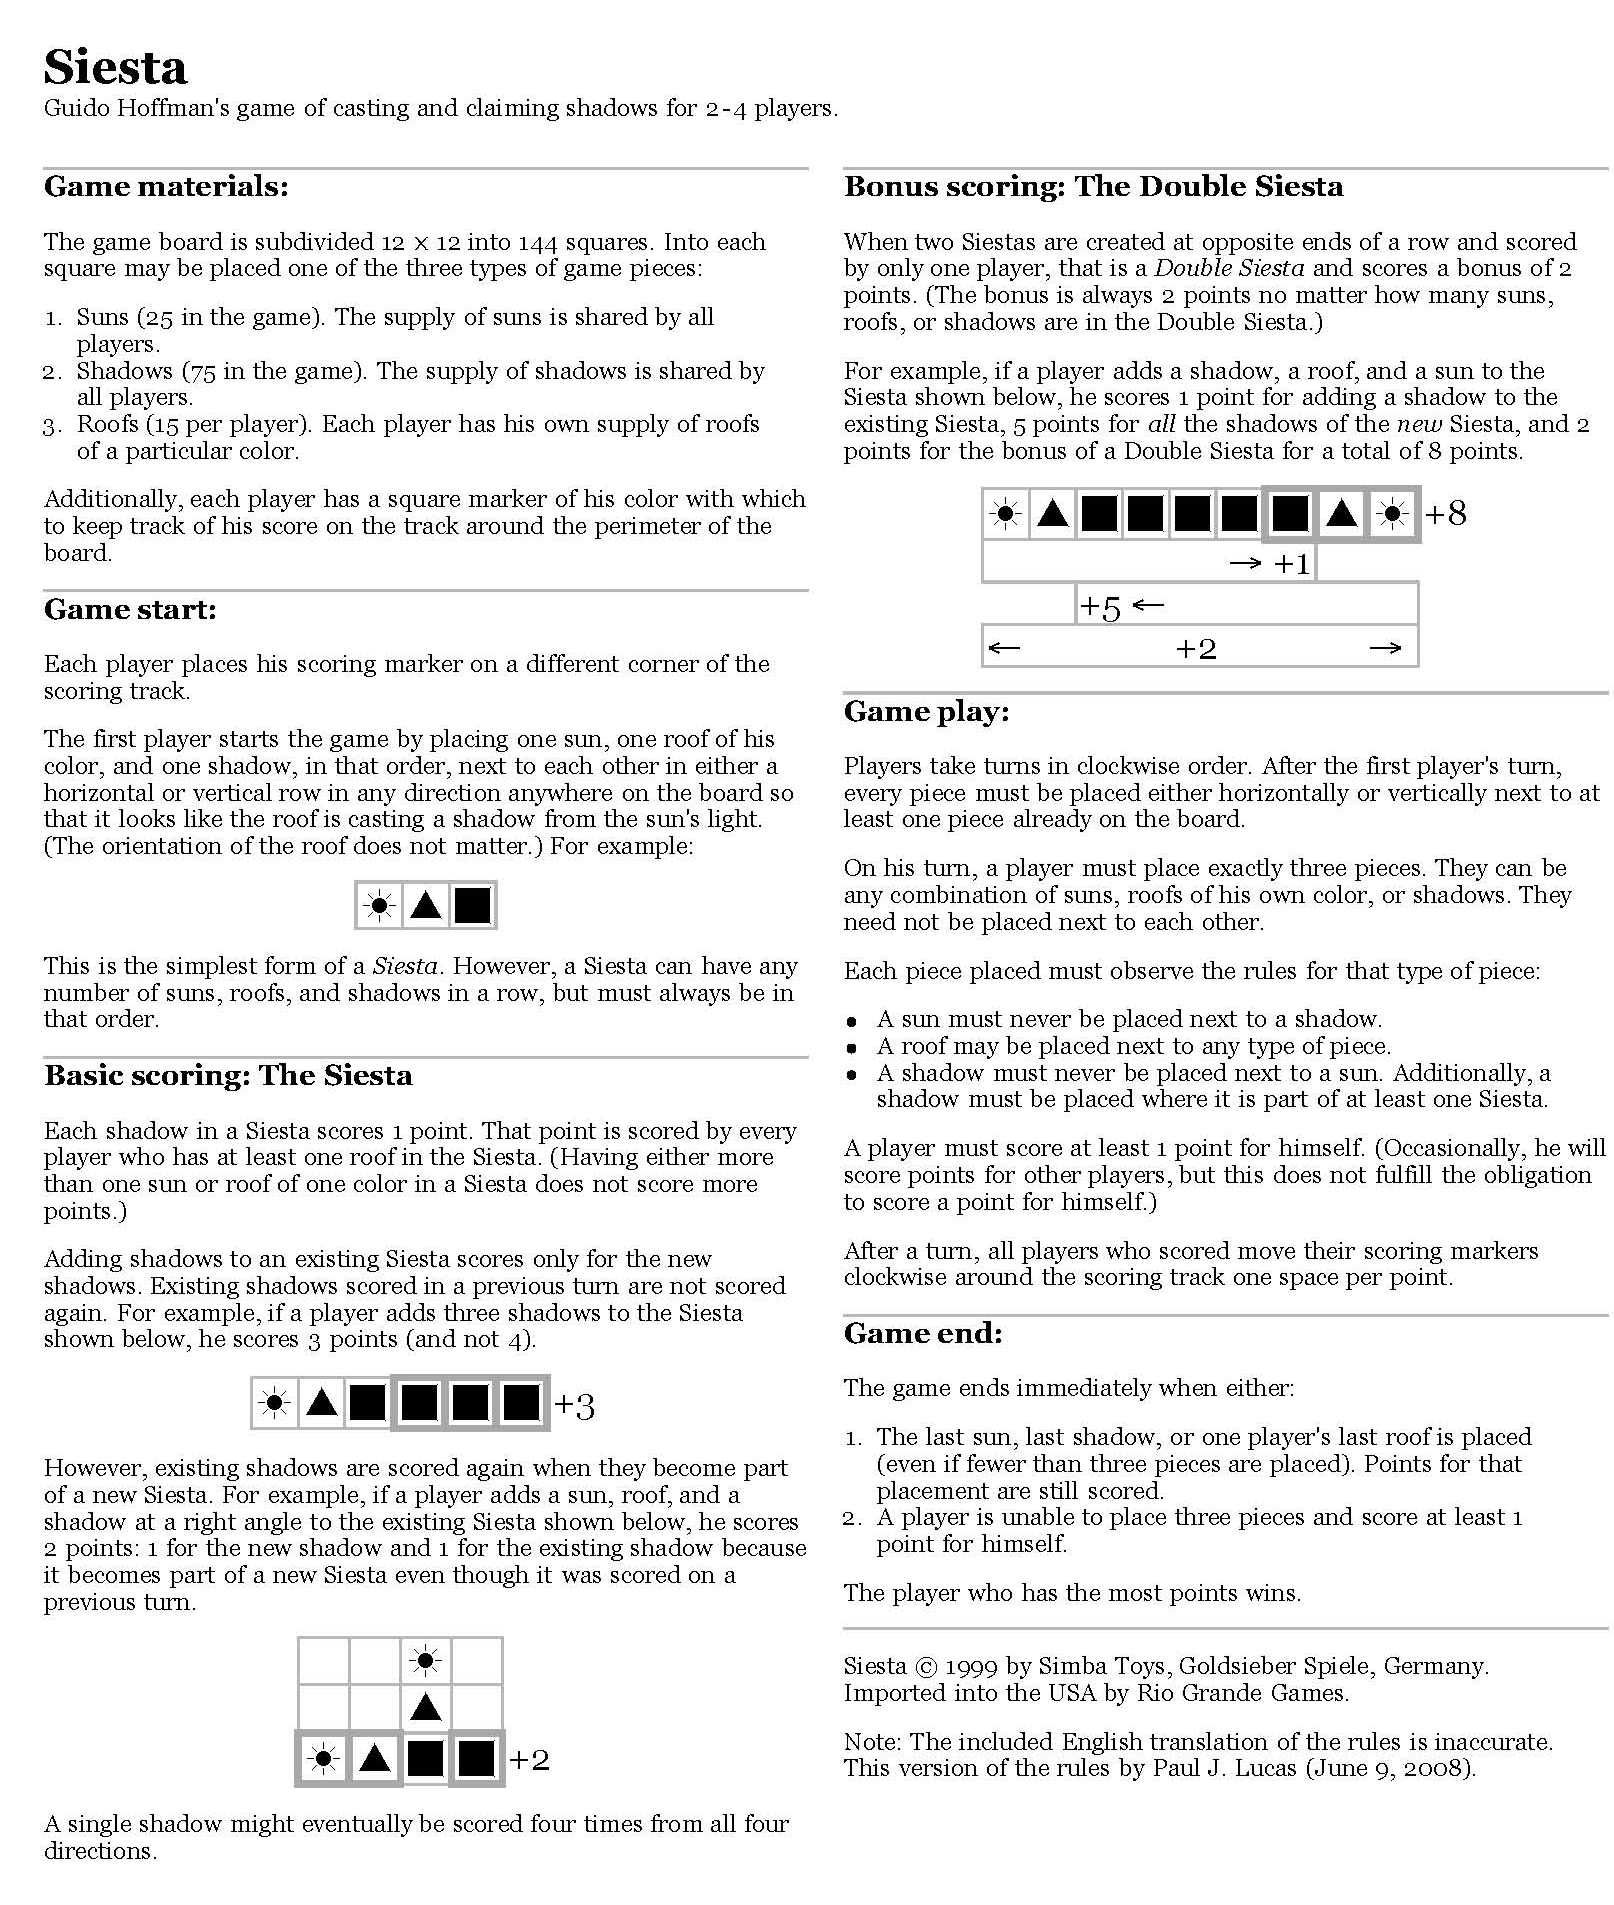 Siesta
Guido Hoffman's game of casting and claiming shadows for 2-4 players.
Game materials:
The game board is subdivided 12 × 12 into 144 squares. Into each
square may be placed one of the three types of game pieces:
1. Suns (25 in the game). The supply of suns is shared by all
players.
2. Shadows (75 in the game). The supply of shadows is shared by
all players.
3. Roofs (15 per player). Each player has his own supply of roofs
of a particular color.
Additionally, each player has a square marker of his color with which
to keep track of his score on the track around the perimeter of the
board.
Game start:
Each player places his scoring marker on a different corner of the
scoring track.
The first player starts the game by placing one sun, one roof of his
color, and one shadow, in that order, next to each other in either a
horizontal or vertical row in any direction anywhere on the board so
that it looks like the roof is casting a shadow from the sun's light.
(The orientation of the roof does not matter.) For example:
This is the simplest form of a Siesta. However, a Siesta can have any
number of suns, roofs, and shadows in a row, but must always be in
that order.
Basic scoring: The Siesta
Each shadow in a Siesta scores 1 point. That point is scored by every
player who has at least one roof in the Siesta. (Having either more
than one sun or roof of one color in a Siesta does not score more
points.)
Adding shadows to an existing Siesta scores only for the new
shadows. Existing shadows scored in a previous turn are not scored
again. For example, if a player adds three shadows to the Siesta
shown below, he scores 3 points (and not 4).
+3
However, existing shadows are scored again when they become part
of a new Siesta. For example, if a player adds a sun, roof, and a
shadow at a right angle to the existing Siesta shown below, he scores
2 points: 1 for the new shadow and 1 for the existing shadow because
it becomes part of a new Siesta even though it was scored on a
previous turn.
+2
A single shadow might eventually be scored four times from all four
directions.
Bonus scoring: The Double Siesta
When two Siestas are created at opposite ends of a row and scored
by only one player, that is a Double Siesta and scores a bonus of 2
points. (The bonus is always 2 points no matter how many suns,
roofs, or shadows are in the Double Siesta.)
For example, if a player adds a shadow, a roof, and a sun to the
Siesta shown below, he scores 1 point for adding a shadow to the
existing Siesta, 5 points for all the shadows of the new Siesta, and 2
points for the bonus of a Double Siesta for a total of 8 points.
+8
→ +1
+5 ←
← +2 →
Game play:
Players take turns in clockwise order. After the first player's turn,
every piece must be placed either horizontally or vertically next to at
least one piece already on the board.
On his turn, a player must place exactly three pieces. They can be
any combination of suns, roofs of his own color, or shadows. They
need not be placed next to each other.
Each piece placed must observe the rules for that type of piece:
● A sun must never be placed next to a shadow.
● A roof may be placed next to any type of piece.
● A shadow must never be placed next to a sun. Additionally, a
shadow must be placed where it is part of at least one Siesta.
A player must score at least 1 point for himself. (Occasionally, he will
score points for other players, but this does not fulfill the obligation
to score a point for himself.)
After a turn, all players who scored move their scoring markers
clockwise around the scoring track one space per point.
Game end:
The game ends immediately when either:
1. The last sun, last shadow, or one player's last roof is placed
(even if fewer than three pieces are placed). Points for that
placement are still scored.
2. A player is unable to place three pieces and score at least 1
point for himself.
The player who has the most points wins.
Siesta © 1999 by Simba Toys, Goldsieber Spiele, Germany.
Imported into the USA by Rio Grande Games.
Note: The included English translation of the rules is inaccurate.
This version of the rules by Paul J. Lucas (June 9, 2008).